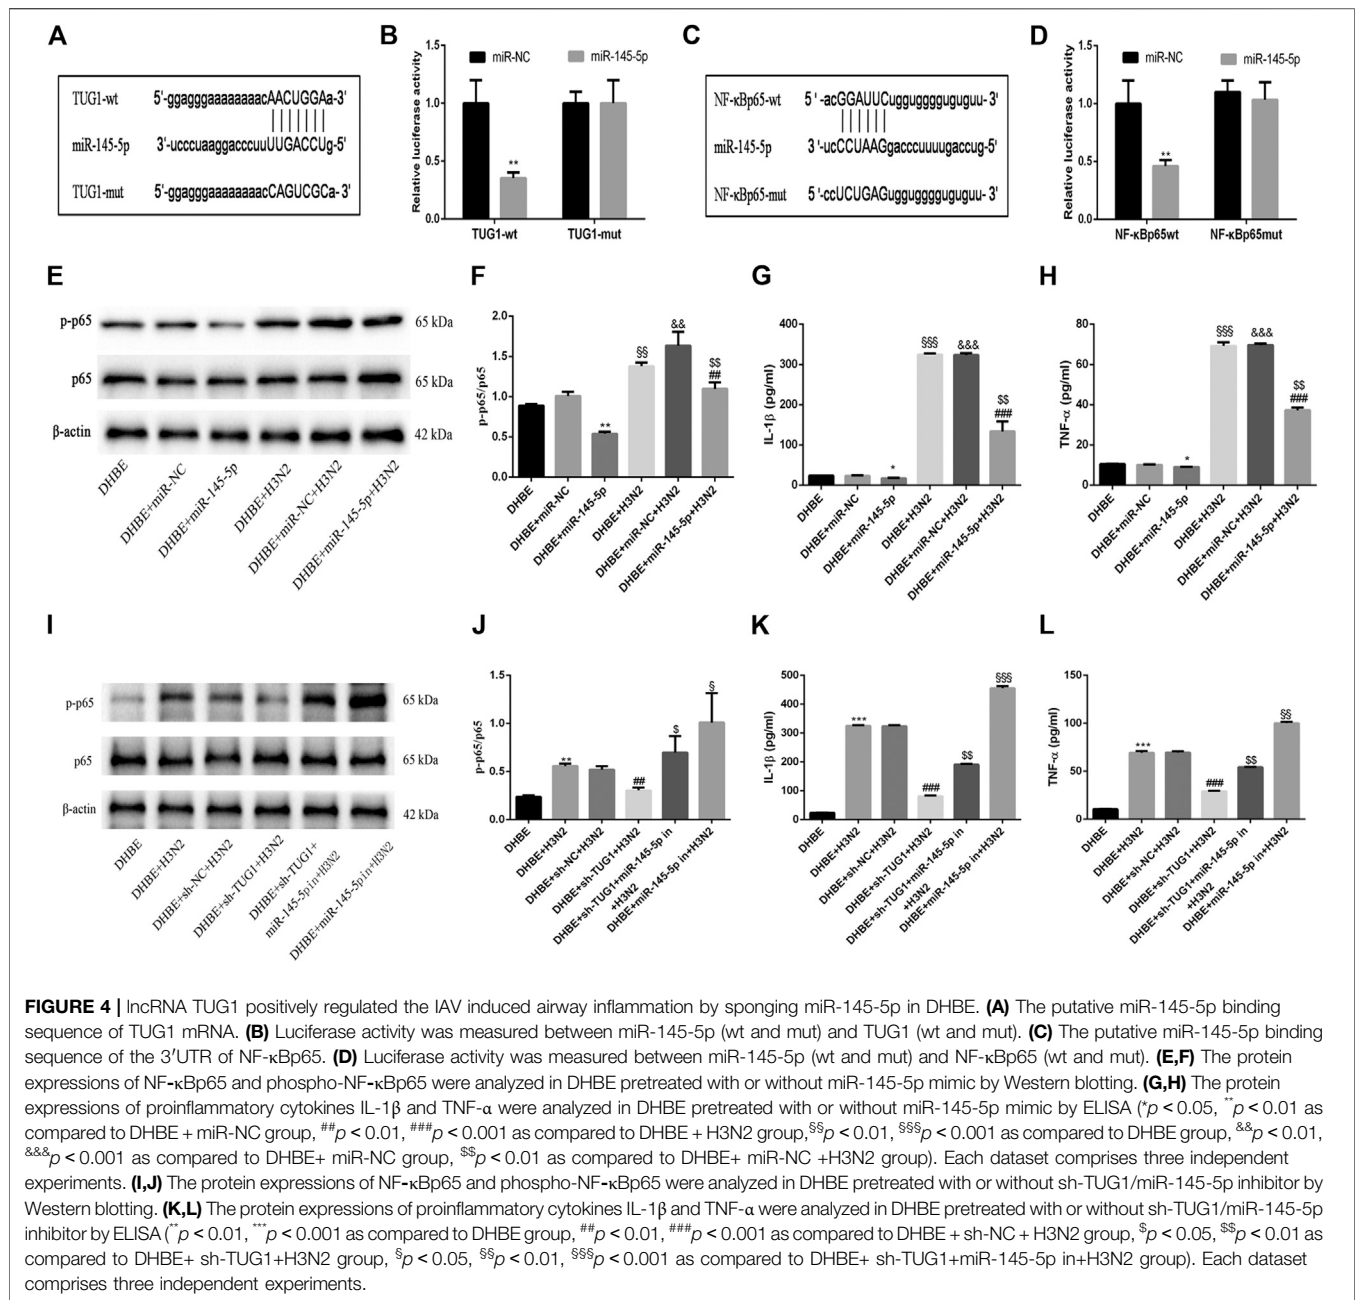 A
TUG1-wt 5'-ggagggaaaaaaaaacAACUGGAa-3'
miR-145-5p 3'-ucccuaaggacccuuUUGACCUg-5'
TUG1-mut 5'-ggagggaaaaaaaaacCAGUCGCa-3'
B
miR-NC
miR-145-5p
Relative luciferase activity
1.5
1.0
0.5
0.0
**
TUG1-wt TUG1-mut
C
NF-κBp65-wt 5'-acGGAUUCuggugggguguguu-3'
miR-145-5p 3'-ucCCUAAGgacccuuuugaccug-5'
NF-κBp65-mut 5'-ccUCUGAGuggugggguguguu-3'
D
miR-NC
miR-145-5p
Relative luciferase activity
1.5
1.0
0.5
0.0
**
NF-κBp65wt NF-κBp65mut
E
p-p65 65 kDa
p65 65 kDa
β-actin 42 kDa
DHBE
DHBE+miR-NC
DHBE+miR-145-5p
DHBE+H3N2
DHBE+miR-NC+H3N2
DHBE+miR-145-5p+H3N2
F
p-p65/p65
2.0
1.5
1.0
0.5
0.0
**
§§
&&
$$
##
DHBE
DHBE+miR-NC
DHBE+miR-145-5p
DHBE+H3N2
DHBE+miR-NC+H3N2
DHBE+miR-145-5p+H3N2
G
IL-1β (pg/ml)
400
300
200
100
0
*
§§§
&&&
$$
###
DHBE
DHBE+miR-NC
DHBE+miR-145-5p
DHBE+H3N2
DHBE+miR-NC+H3N2
DHBE+miR-145-5p+H3N2
H
TNF-α (pg/ml)
80
60
40
20
0
*
§§§
&&&
$$
###
DHBE
DHBE+miR-NC
DHBE+miR-145-5p
DHBE+H3N2
DHBE+miR-NC+H3N2
DHBE+miR-145-5p+H3N2
I
p-p65 65 kDa
p65 65 kDa
β-actin 42 kDa
DHBE
DHBE+H3N2
DHBE+sh-NC+H3N2
DHBE+sh-TUG1+H3N2
DHBE+sh-TUG1+
miR-145-5p in+H3N2
DHBE+miR-145-5p in+H3N2
J
p-p65/p65
1.5
1.0
0.5
0.0
**
##
$
§
DHBE
DHBE+H3N2
DHBE+sh-NC+H3N2
DHBE+sh-TUG1+H3N2
DHBE+sh-TUG1+miR-145-5p in
+H3N2
DHBE+miR-145-5p in+H3N2
K
IL-1β (pg/ml)
500
400
300
200
100
0
***
###
$$
§§§
DHBE
DHBE+H3N2
DHBE+sh-NC+H3N2
DHBE+sh-TUG1+H3N2
DHBE+sh-TUG1+miR-145-5p in
+H3N2
DHBE+miR-145-5p in+H3N2
L
TNF-α (pg/ml)
150
100
50
0
***
###
$$
§§
DHBE
DHBE+H3N2
DHBE+sh-NC+H3N2
DHBE+sh-TUG1+H3N2
DHBE+sh-TUG1+miR-145-5p in
+H3N2
DHBE+miR-145-5p in+H3N2
FIGURE 4 | lncRNA TUG1 positively regulated the IAV induced airway inflammation by sponging miR-145-5p in DHBE. (A) The putative miR-145-5p binding
sequence of TUG1 mRNA. (B) Luciferase activity was measured between miR-145-5p (wt and mut) and TUG1 (wt and mut). (C) The putative miR-145-5p binding
sequence of the 3′UTR of NF-κBp65. (D) Luciferase activity was measured between miR-145-5p (wt and mut) and NF-κBp65 (wt and mut). (E,F) The protein
expressions of NF-κBp65 and phospho-NF-κBp65 were analyzed in DHBE pretreated with or without miR-145-5p mimic by Western blotting. (G,H) The protein
expressions of proinflammatory cytokines IL-1β and TNF-α were analyzed in DHBE pretreated with or without miR-145-5p mimic by ELISA (*p < 0.05, **p < 0.01 as
compared to DHBE + miR-NC group, ##p < 0.01, ###p < 0.001 as compared to DHBE + H3N2 group,§§p < 0.01, §§§p < 0.001 as compared to DHBE group, &&p < 0.01,
&&&p < 0.001 as compared to DHBE+ miR-NC group, $$p < 0.01 as compared to DHBE+ miR-NC +H3N2 group). Each dataset comprises three independent
experiments. (I,J) The protein expressions of NF-κBp65 and phospho-NF-κBp65 were analyzed in DHBE pretreated with or without sh-TUG1/miR-145-5p inhibitor by
Western blotting. (K,L) The protein expressions of proinflammatory cytokines IL-1β and TNF-α were analyzed in DHBE pretreated with or without sh-TUG1/miR-145-5p
inhibitor by ELISA (**p < 0.01, ***p < 0.001 as compared to DHBE group, ##p < 0.01, ###p < 0.001 as compared to DHBE + sh-NC + H3N2 group, $p < 0.05, $$p < 0.01 as
compared to DHBE+ sh-TUG1+H3N2 group, §p < 0.05, §§p < 0.01, §§§p < 0.001 as compared to DHBE+ sh-TUG1+miR-145-5p in+H3N2 group). Each dataset
comprises three independent experiments.